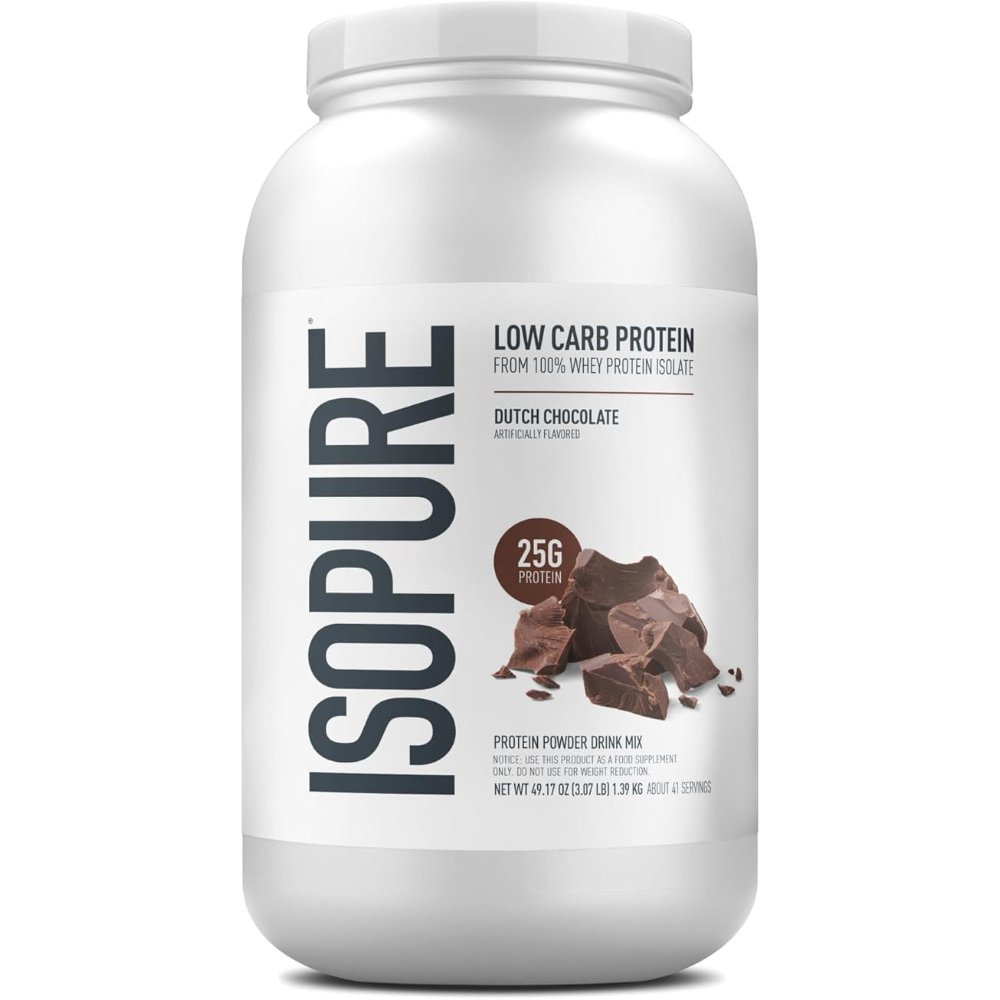 ISOPURE®
LOW CARB PROTEIN
FROM 100% WHEY PROTEIN ISOLATE
DUTCH CHOCOLATE
ARTIFICIALLY FLAVORED
25G
PROTEIN
PROTEIN POWDER DRINK MIX
NOTICE: USE THIS PRODUCT AS A FOOD SUPPLEMENT
ONLY. DO NOT USE FOR WEIGHT REDUCTION.
NET WT 49.17 OZ (3.07 LB) 1.39 KG ABOUT 41 SERVINGS